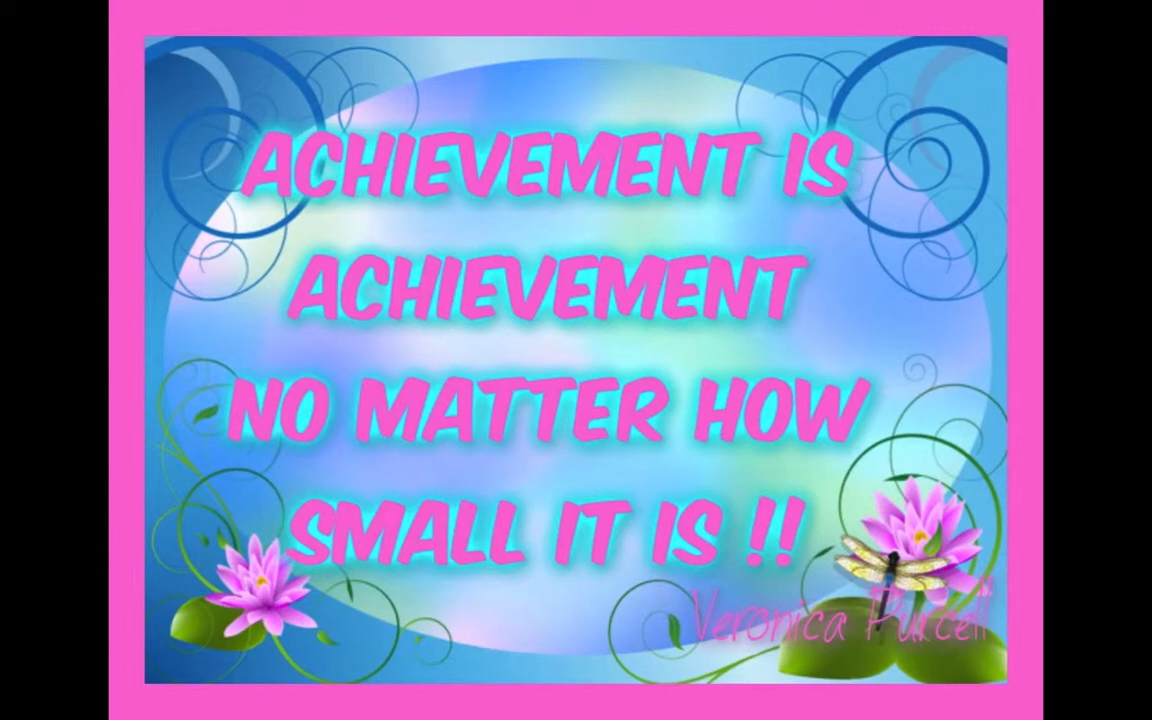 ACHIEVEMENT IS
ACHIEVEMENT
NO MATTER HOW
SMALL IT IS !!
Veronica Purcell